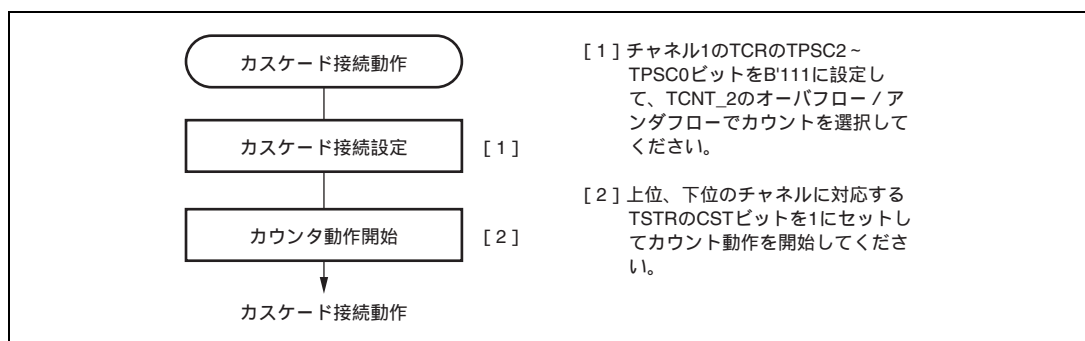 カスケード接続動作
カスケード接続設定
[ 1 ]
カウンタ動作開始
[ 2 ]
カスケード接続動作
[ 1 ] チャネル1のTCRのTPSC2～
TPSC0ビットをB'111に設定し
て、TCNT_2のオーバフロー／ア
ンダフローでカウントを選択して
ください。
[ 2 ] 上位、下位のチャネルに対応する
TSTRのCSTビットを1にセットし
てカウント動作を開始してくださ
い。